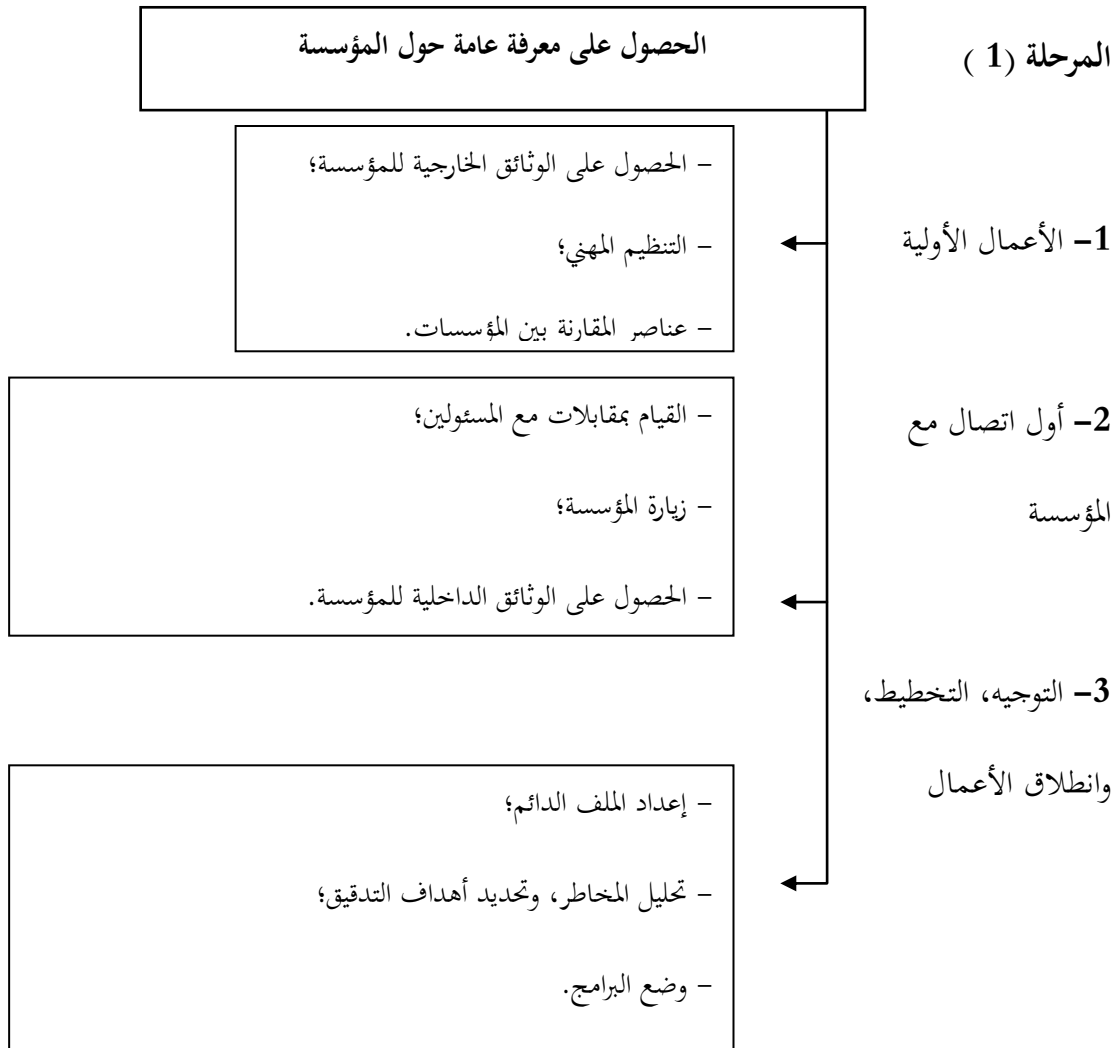 المرحلة (1 )
الحصول على معرفة عامة حول المؤسسة
1– الأعمال الأولية
– الحصول على الوثائق الخارجية للمؤسسة؛
– التنظيم المهني؛
– عناصر المقارنة بين المؤسسات.
2– أول اتصال مع
المؤسسة
– القيام بمقابلات مع المسئولين؛
– زيارة المؤسسة؛
– الحصول على الوثائق الداخلية للمؤسسة.
3– التوجيه، التخطيط،
وانطلاق الأعمال
– إعداد الملف الدائم؛
– تحليل المخاطر، وتحديد أهداف التدقيق؛
– وضع البرامج.